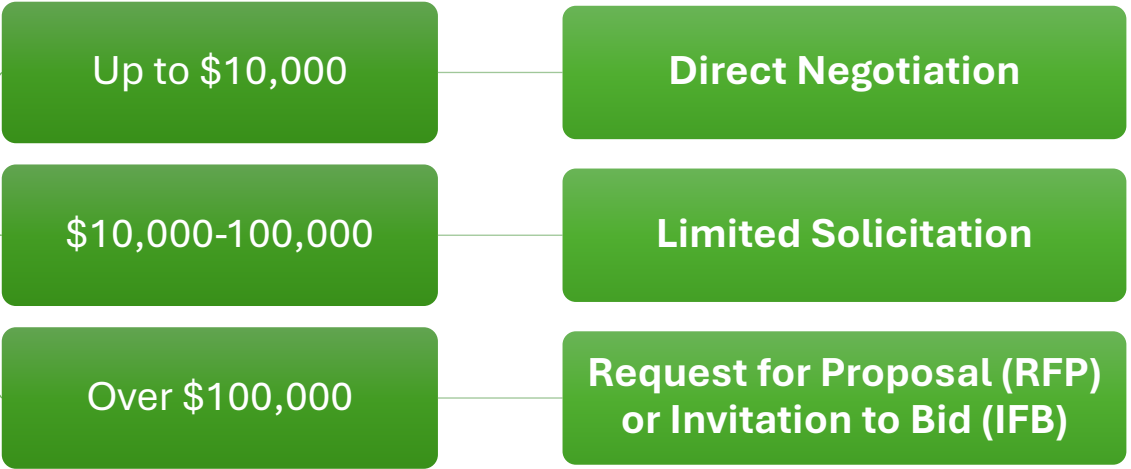 Up to $10,000
Direct Negotiation
$10,000-100,000
Limited Solicitation
Over $100,000
Request for Proposal (RFP)
or Invitation to Bid (IFB)